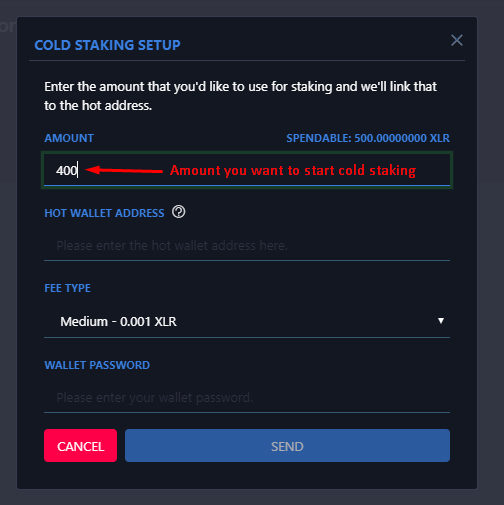 or
COLD STAKING SETUP
Enter the amount that you'd like to use for staking and we'll link that
to the hot address.
AMOUNT SPENDABLE: 500.00000000 XLR
400 Amount you want to start cold staking
HOT WALLET ADDRESS ?
Please enter the hot wallet address here.
FEE TYPE
Medium - 0.001 XLR
WALLET PASSWORD
Please enter your wallet password.
CANCEL SEND